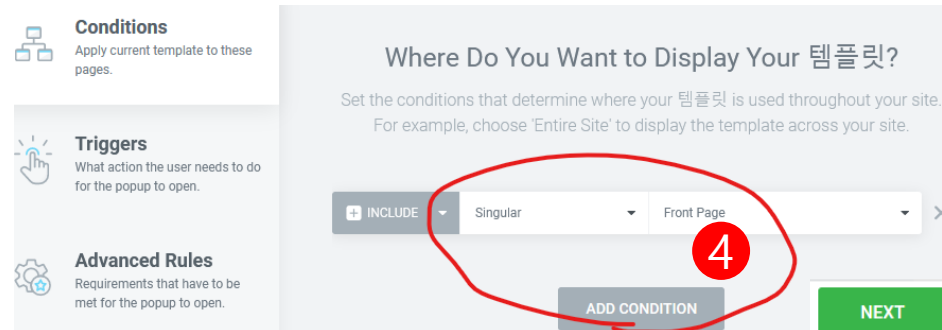 Conditions
Apply current template to these
pages.
Triggers
What action the user needs to do
for the popup to open.
Advanced Rules
Requirements that have to be
met for the popup to open.
Where Do You Want to Display Your 템플릿?
Set the conditions that determine where your 템플릿 is used throughout your site.
For example, choose 'Entire Site' to display the template across your site.
INCLUDE Singular Front Page
4
ADD CONDITION
NEXT